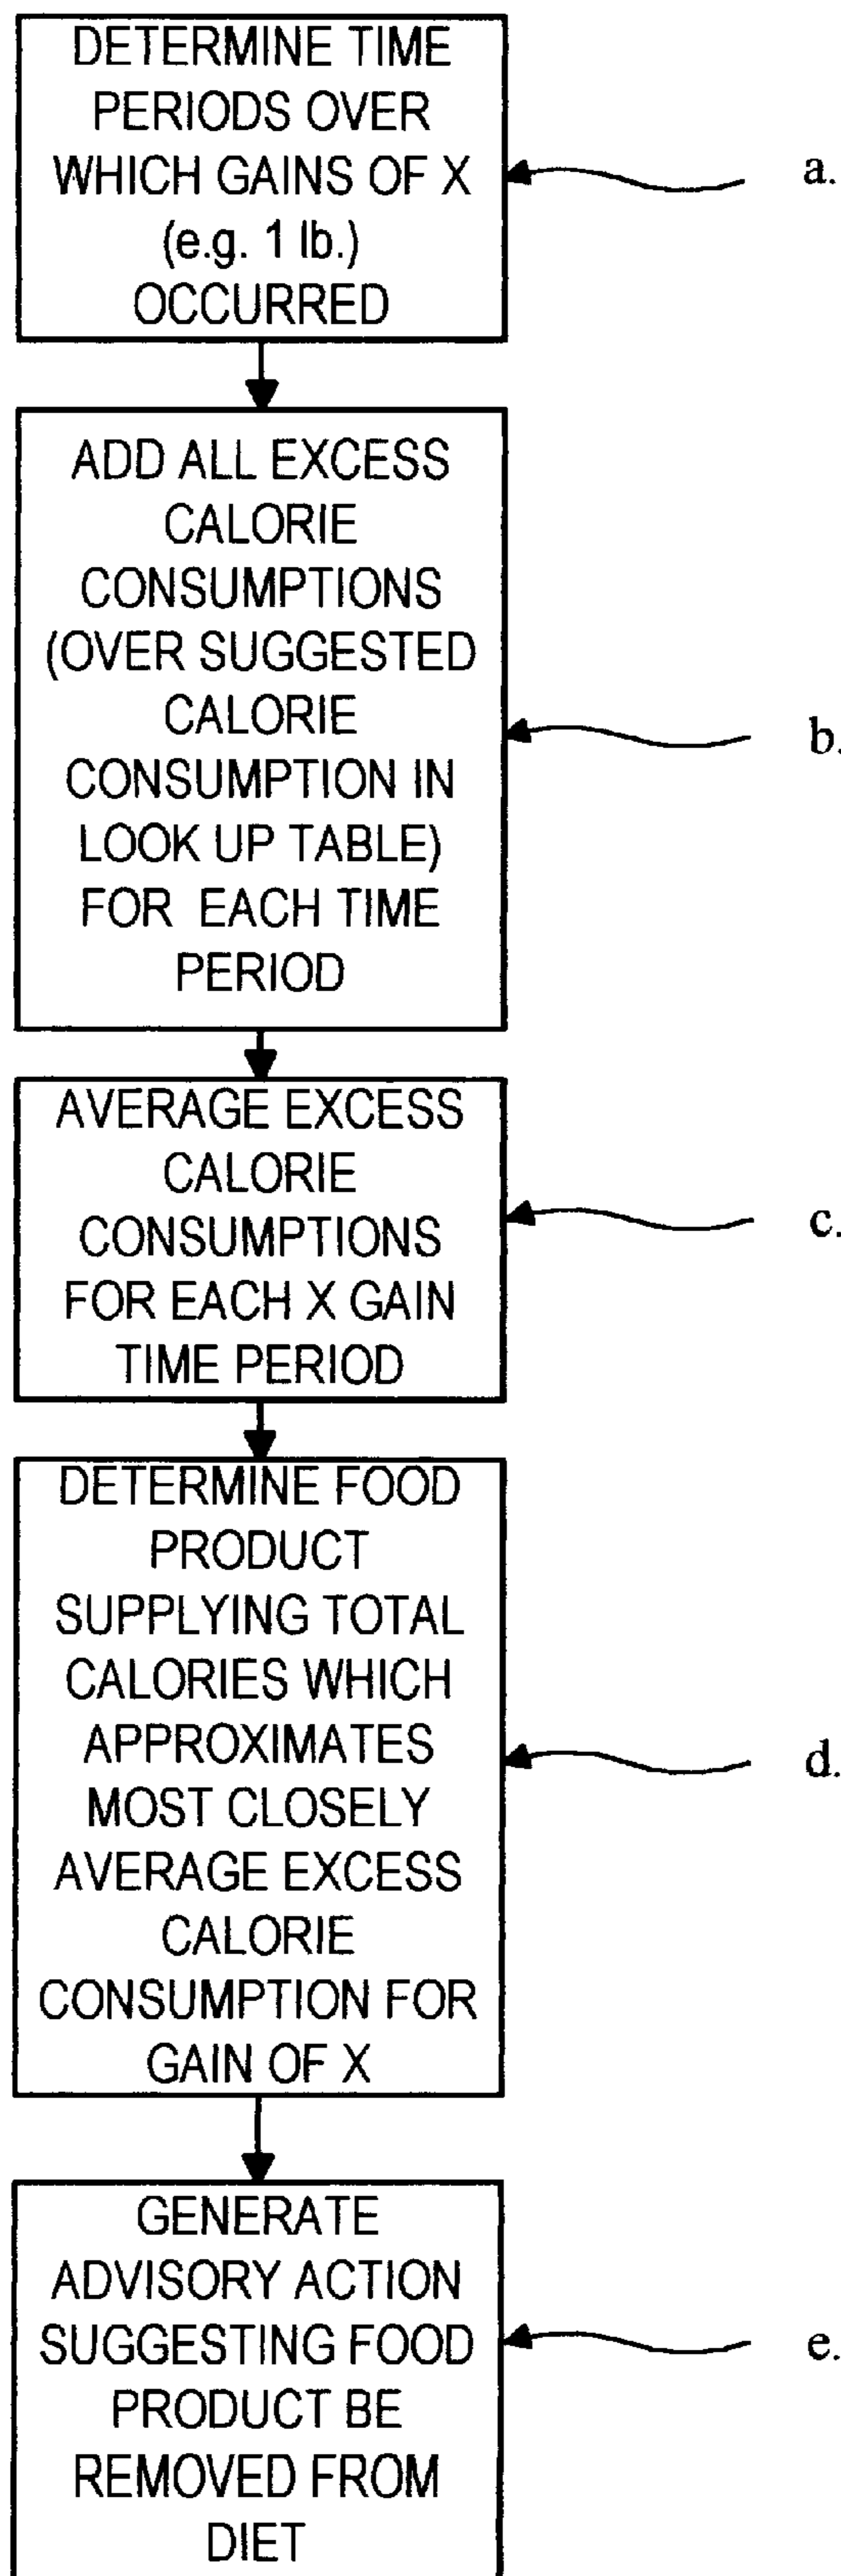 DETERMINE TIME
PERIODS OVER
WHICH GAINS OF X
(e.g. 1 lb.)
OCCURRED
a.
ADD ALL EXCESS
CALORIE
CONSUMPTIONS
(OVER SUGGESTED
CALORIE
CONSUMPTION IN
LOOK UP TABLE)
FOR EACH TIME
PERIOD
b.
AVERAGE EXCESS
CALORIE
CONSUMPTIONS
FOR EACH X GAIN
TIME PERIOD
c.
DETERMINE FOOD
PRODUCT
SUPPLYING TOTAL
CALORIES WHICH
APPROXIMATES
MOST CLOSELY
AVERAGE EXCESS
CALORIE
CONSUMPTION FOR
GAIN OF X
d.
GENERATE
ADVISORY ACTION
SUGGESTING FOOD
PRODUCT BE
REMOVED FROM
DIET
e.